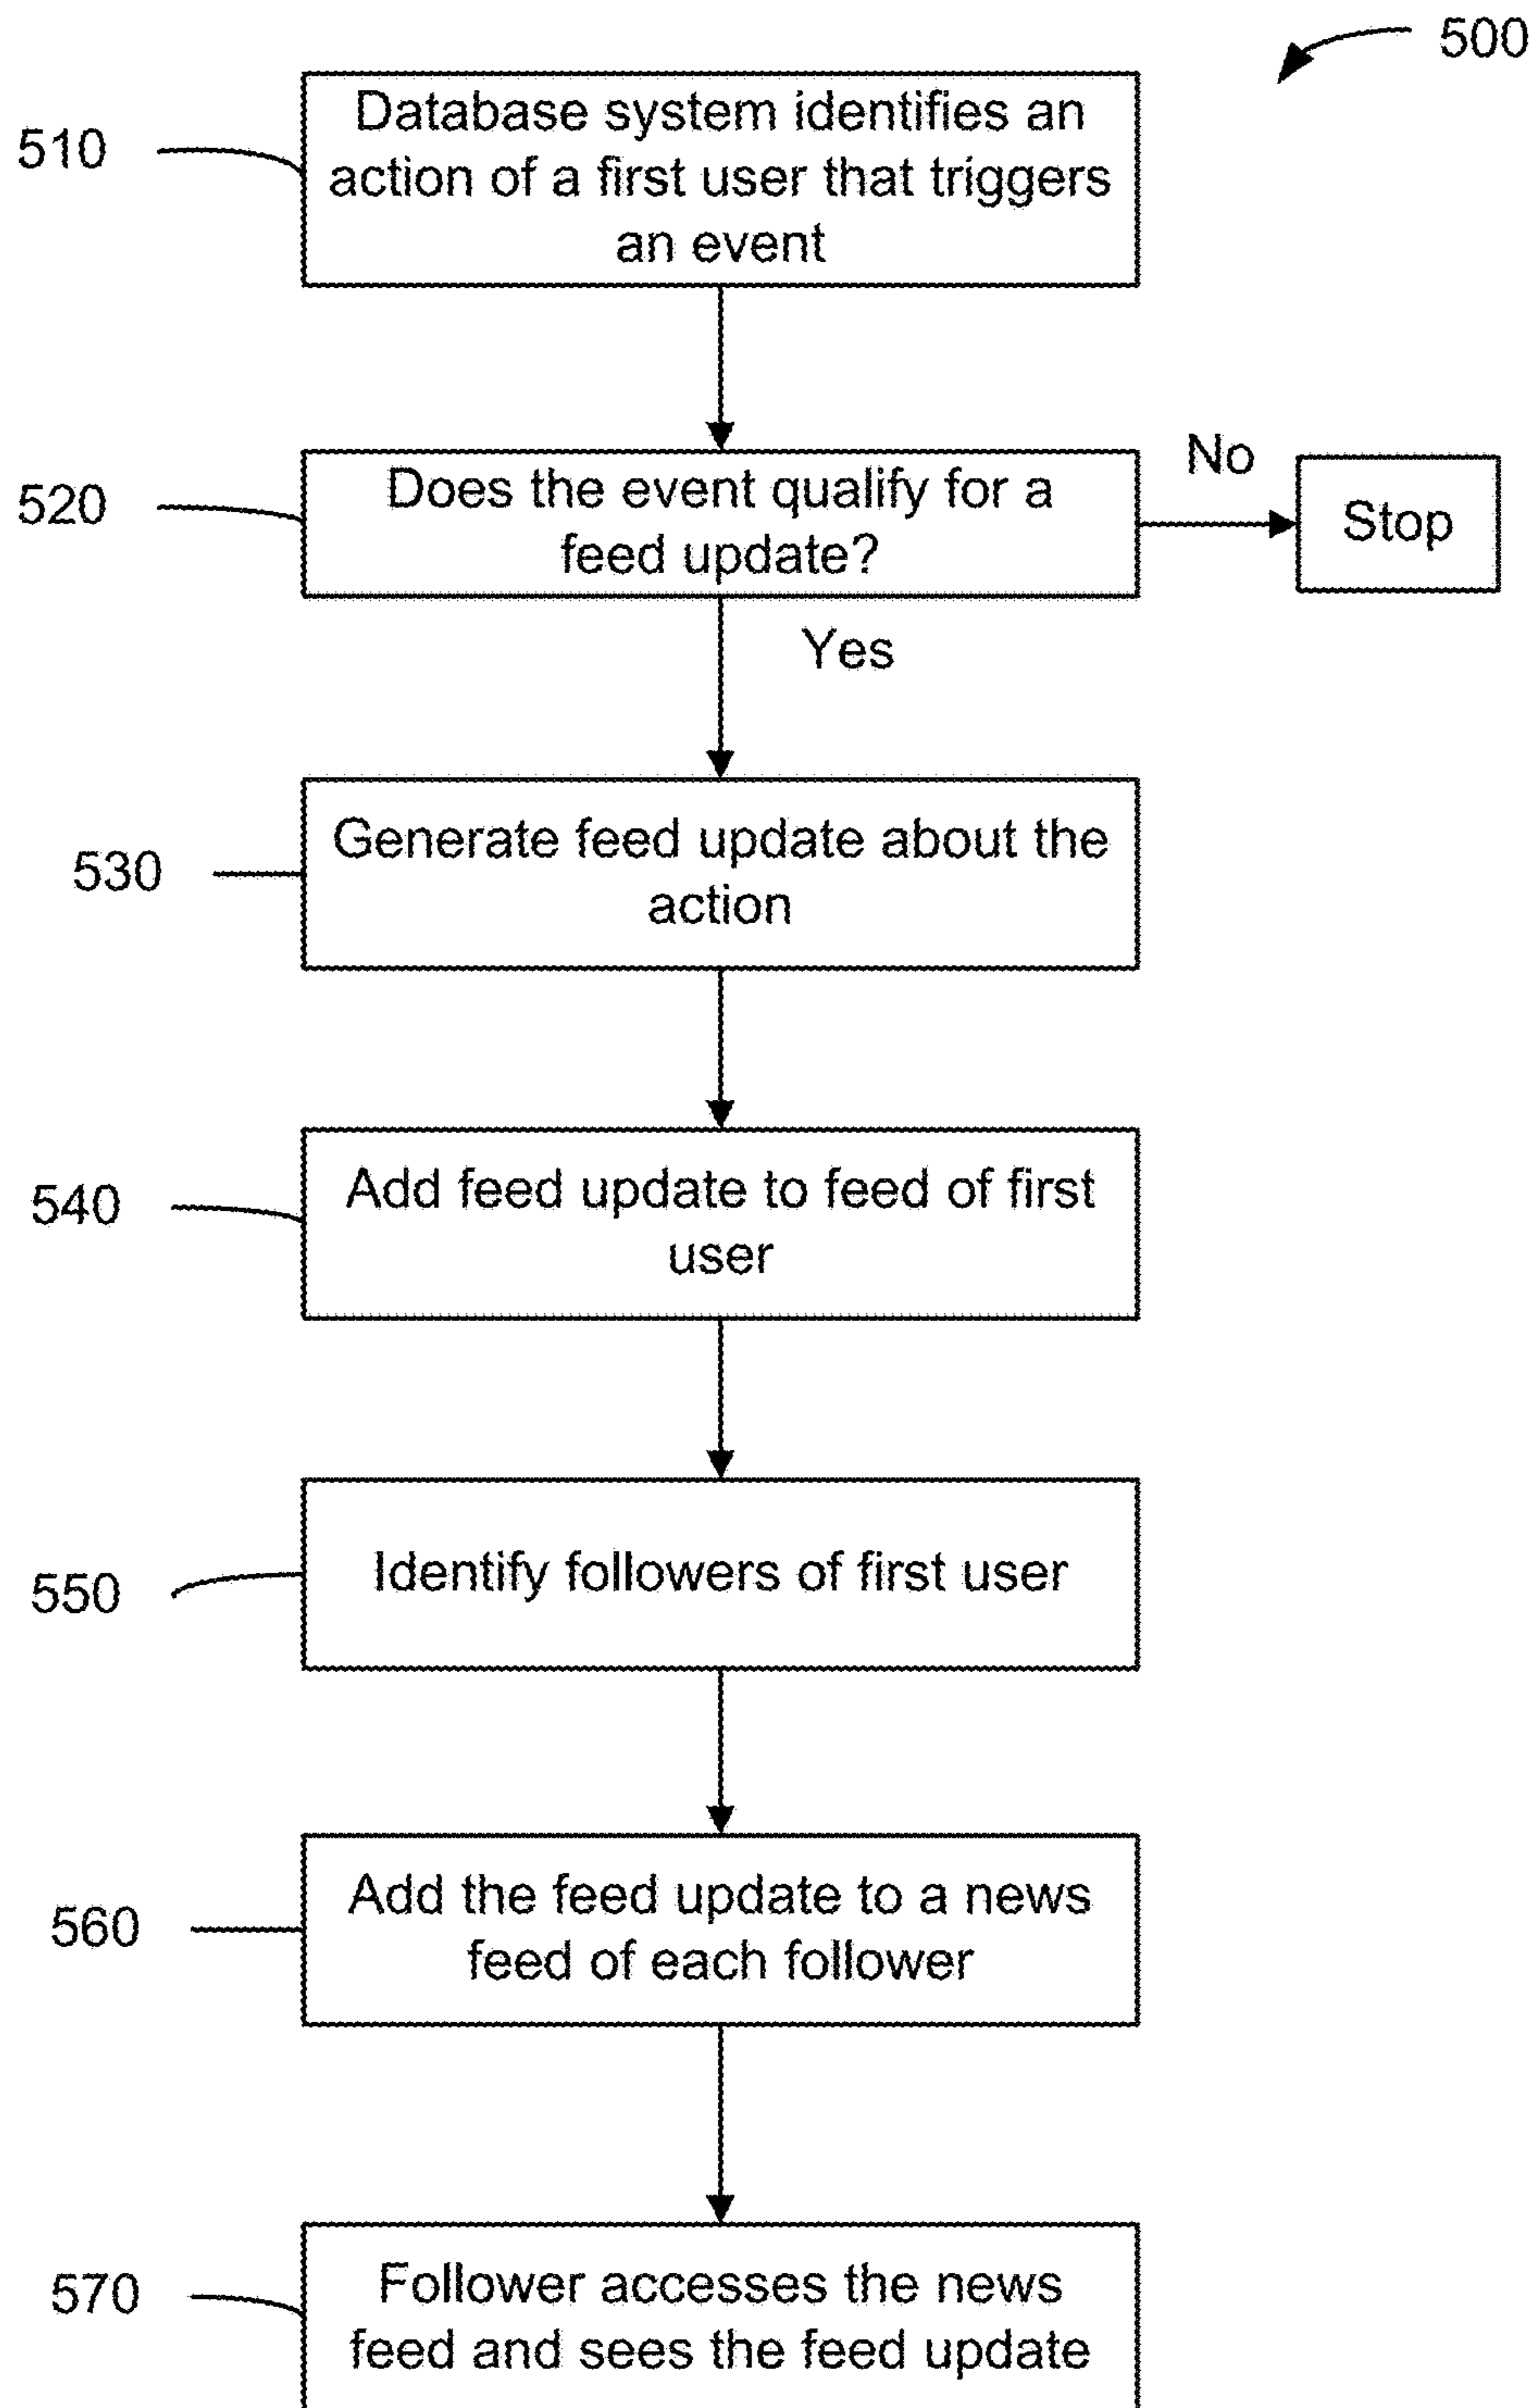 500
510
Database system identifies an
action of a first user that triggers
an event
520
Does the event qualify for a
feed update?
No
Stop
Yes
530
Generate feed update about the
action
540
Add feed update to feed of first
user
550
Identify followers of first user
560
Add the feed update to a news
feed of each follower
570
Follower accesses the news
feed and sees the feed update